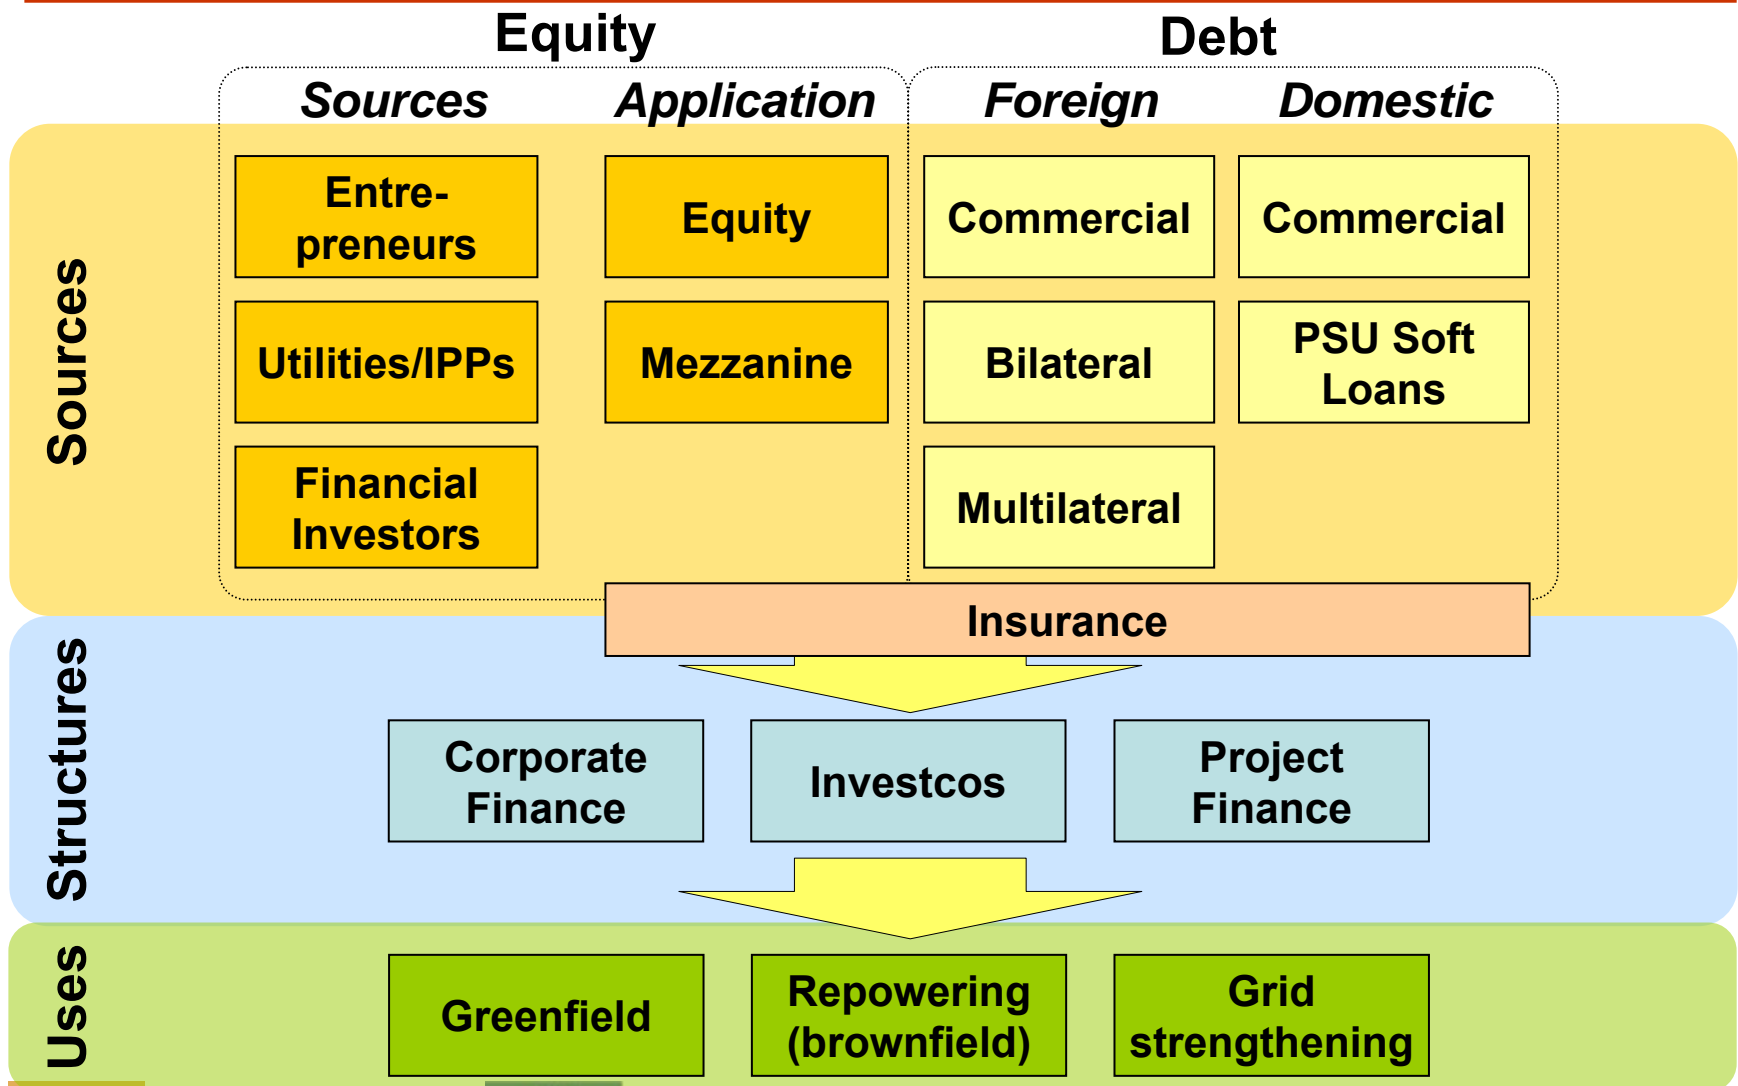 Equity
Debt
Sources
Application
Foreign
Domestic
Sources
Entre-
preneurs
Equity
Commercial
Commercial
Utilities/IPPs
Mezzanine
Bilateral
PSU Soft
Loans
Financial
Investors
Multilateral
Insurance
Structures
Corporate
Finance
Investcos
Project
Finance
Uses
Greenfield
Repowering
(brownfield)
Grid
strengthening